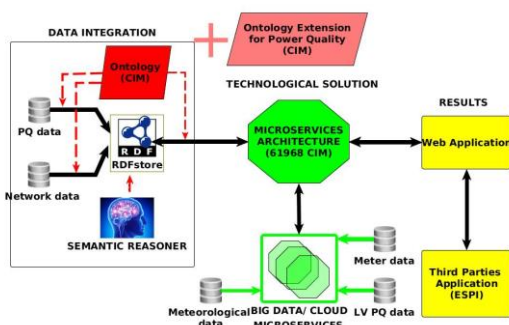 DATA INTEGRATION
Ontology
(CIM)
Ontology Extension
for Power Quality
(CIM)
PQ data
RDF
RDFstore
Network data
SEMANTIC REASONER
TECHNOLOGICAL SOLUTION
MICROSERVICES
ARCHITECTURE
(61968 CIM)
RESULTS
Web Application
Third Parties
Application
(ESPI)
Meter data
Meteorological
data
BIG DATA/ CLOUD
MICROSERVICES
LV PQ data